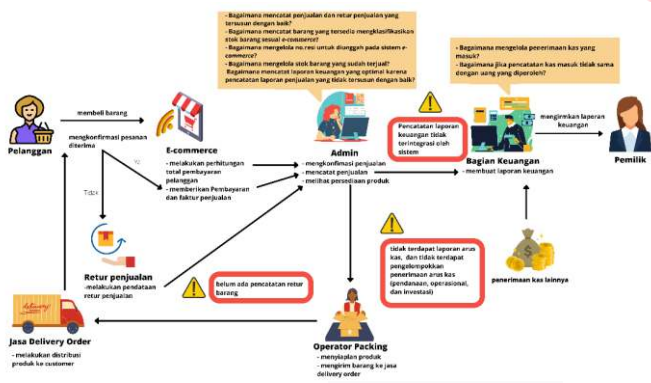 - Bagaimana mencatat penjualan dan retur penjualan yang
tersusun dengan baik?
- Bagaimana mencatat barang yang tersedia mengklasifikasikan
stok barang sesuai e-commerce?
- Bagaimana mengelola no.resi untuk diunggah pada sistem e-
commerce?
- Bagaimana mengelola stok barang yang sudah terjual?
Bagaimana mencatat laporan keuangan yang optimal karena
pencatatan laporan penjualan yang tidak tersusun dengan baik?
- Bagaimana mengelola penerimaan kas yang
masuk?
- Bagaimana jika pencatatan kas masuk tidak sama
dengan uang yang diperoleh?
membeli barang
mengkonfirmasi pesanan
diterima
Pelanggan
Ya
Tidak
E-commerce
- melakukan perhitungan
total pembayaran
pelanggan
- memberikan Pembayaran
dan faktur penjualan
Admin
- mengkonfirmasi penjualan
- mencatat penjualan
- melihat persediaan produk
Pencatatan laporan
keuangan tidak
terintegrasi oleh
sistem
Bagian Keuangan
- membuat laporan keuangan
mengirimkan laporan
keuangan
Pemilik
Retur penjualan
-melakukan pendataan
retur penjualan
belum ada pencatatan retur
barang
tidak terdapat laporan arus
kas, dan tidak terdapat
pengelompokkan
penerimaan arus kas
(pendanaan, operasional,
dan investasi)
penerimaan kas lainnya
delivery
Jasa Delivery Order
- melakukan distribusi
produk ke customer
Operator Packing
- menyiapkan produk
- mengirim barang ke jasa
delivery order